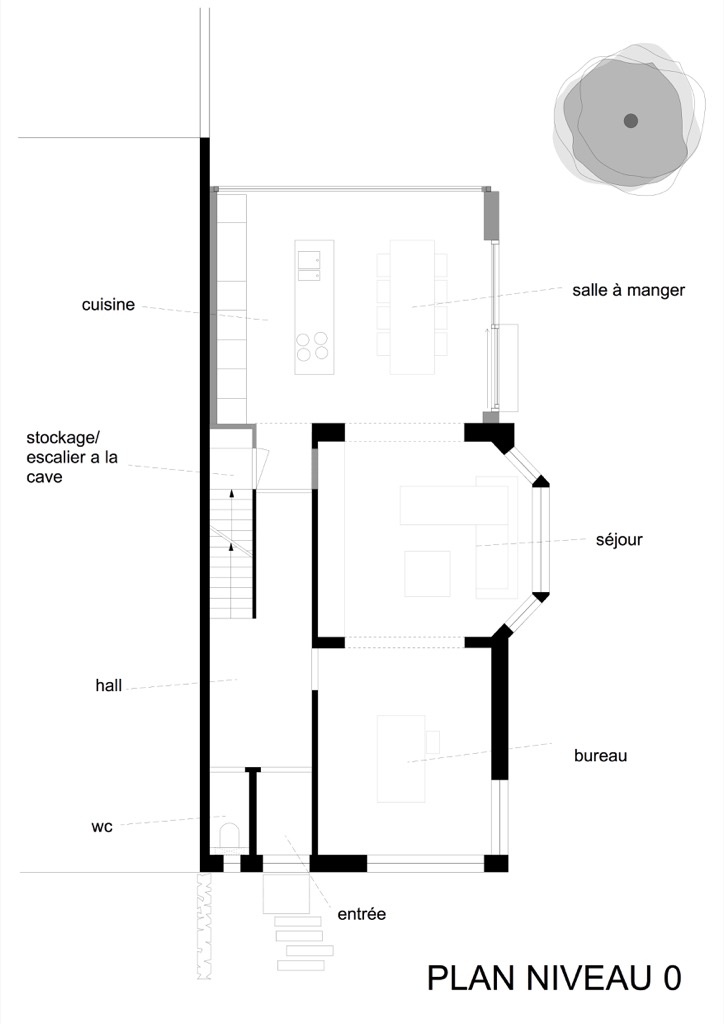 cuisine
salle à manger
stockage/
escalier a la
cave
séjour
hall
bureau
wc
entrée
PLAN NIVEAU 0